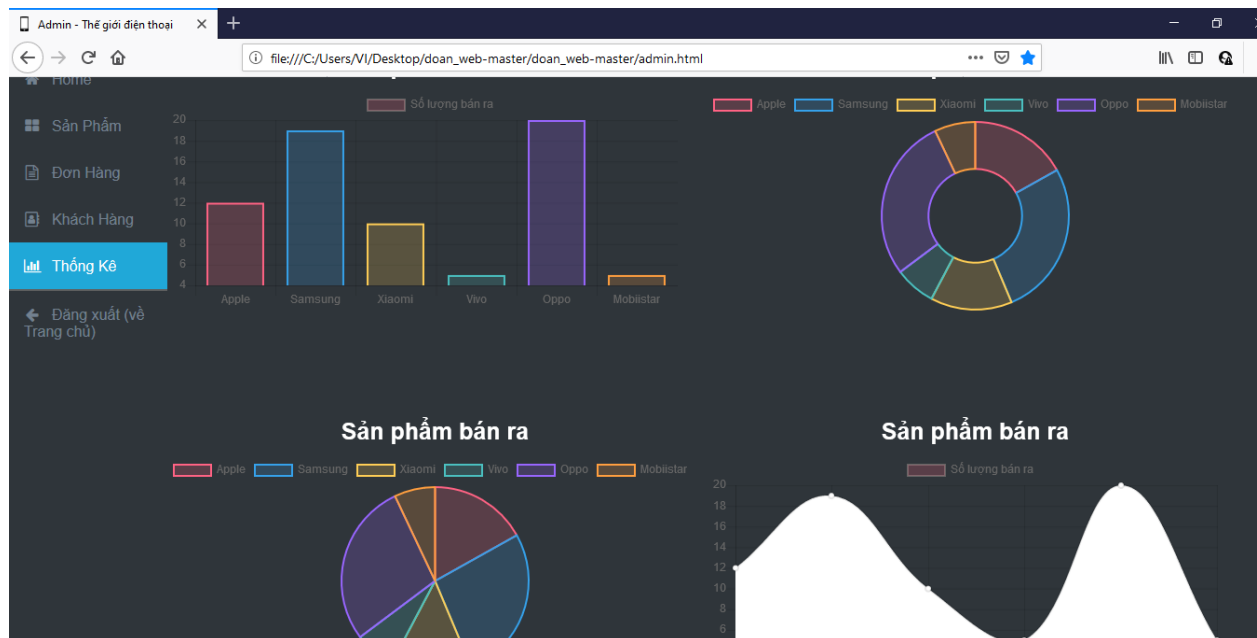 Admin - Thế giới điện thoại
file:///C:/Users/VI/Desktop/doan_web-master/doan_web-master/admin.html
Home
Sản Phẩm
Đơn Hàng
Khách Hàng
Thống Kê
Đăng xuất (về
Trang chủ)
Số lượng bán ra
20
18
16
14
12
10
8
6
4
Apple Samsung Xiaomi Vivo Oppo Mobiistar
Apple Samsung Xiaomi Vivo Oppo Mobiistar
Sản phẩm bán ra
Apple Samsung Xiaomi Vivo Oppo Mobiistar
Sản phẩm bán ra
Số lượng bán ra
20
18
16
14
12
10
8
6